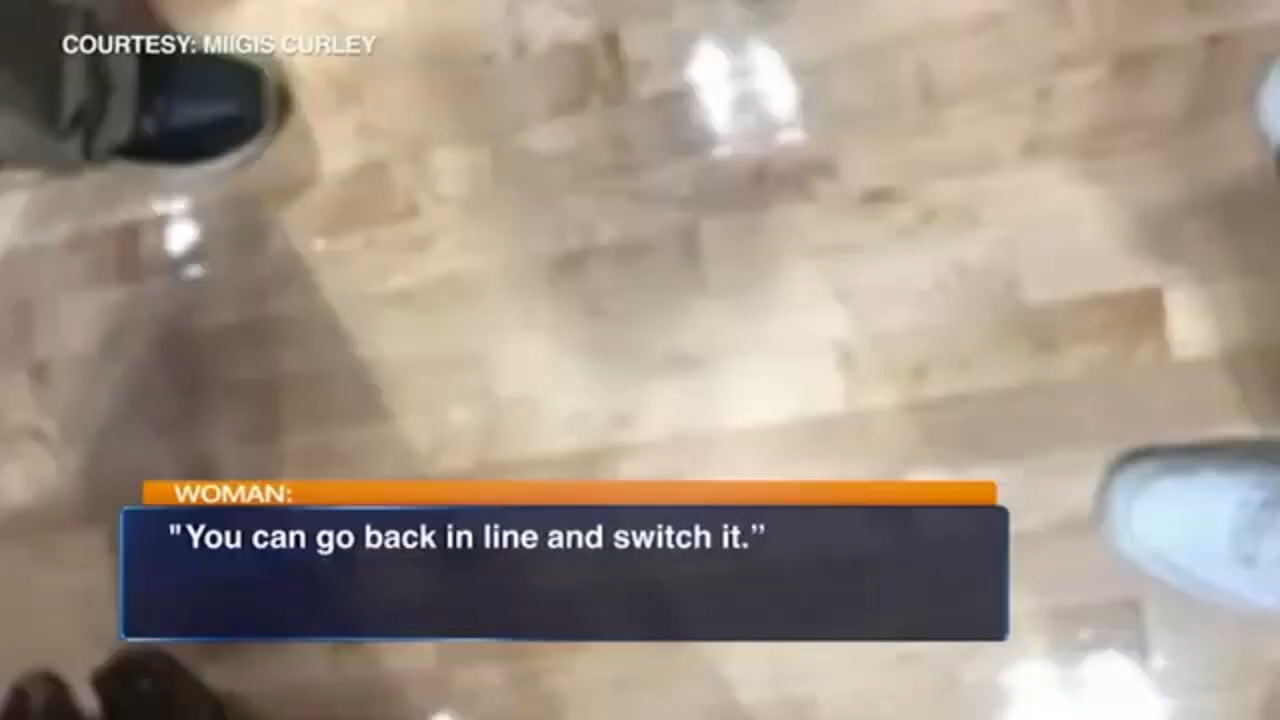 COURTESY: MIIGIS CURLEY
WOMAN:
"You can go back in line and switch it.”